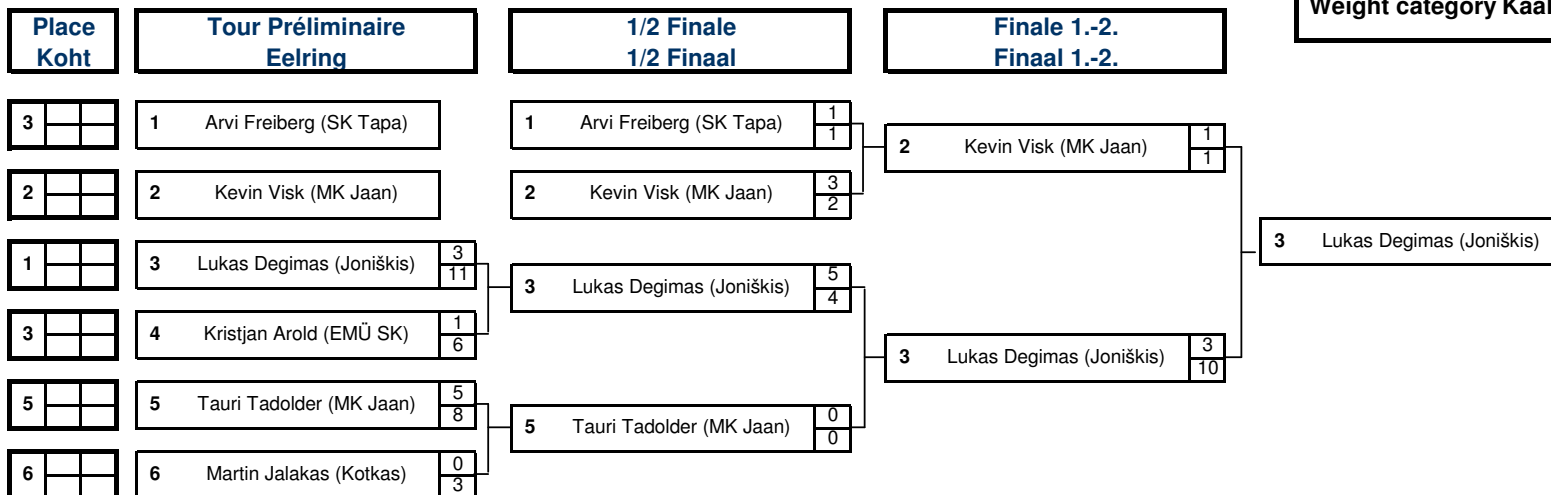 Weight category Kaal
Place
Koht
Tour Préliminaire
Eelring
1/2 Finale
1/2 Finaal
Finale 1.-2.
Finaal 1.-2.
3
1 Arvi Freiberg (SK Tapa)
1 Arvi Freiberg (SK Tapa) 1
1
2 Kevin Visk (MK Jaan) 1
1
2
2 Kevin Visk (MK Jaan)
2 Kevin Visk (MK Jaan) 3
2
3 Lukas Degimas (Joniškis)
1
3 Lukas Degimas (Joniškis) 3
11
3 Lukas Degimas (Joniškis) 5
4
3
4 Kristjan Arold (EMÜ SK) 1
6
3 Lukas Degimas (Joniškis) 3
10
5
5 Tauri Tadolder (MK Jaan) 5
8
5 Tauri Tadolder (MK Jaan) 0
0
6
6 Martin Jalakas (Kotkas) 0
3